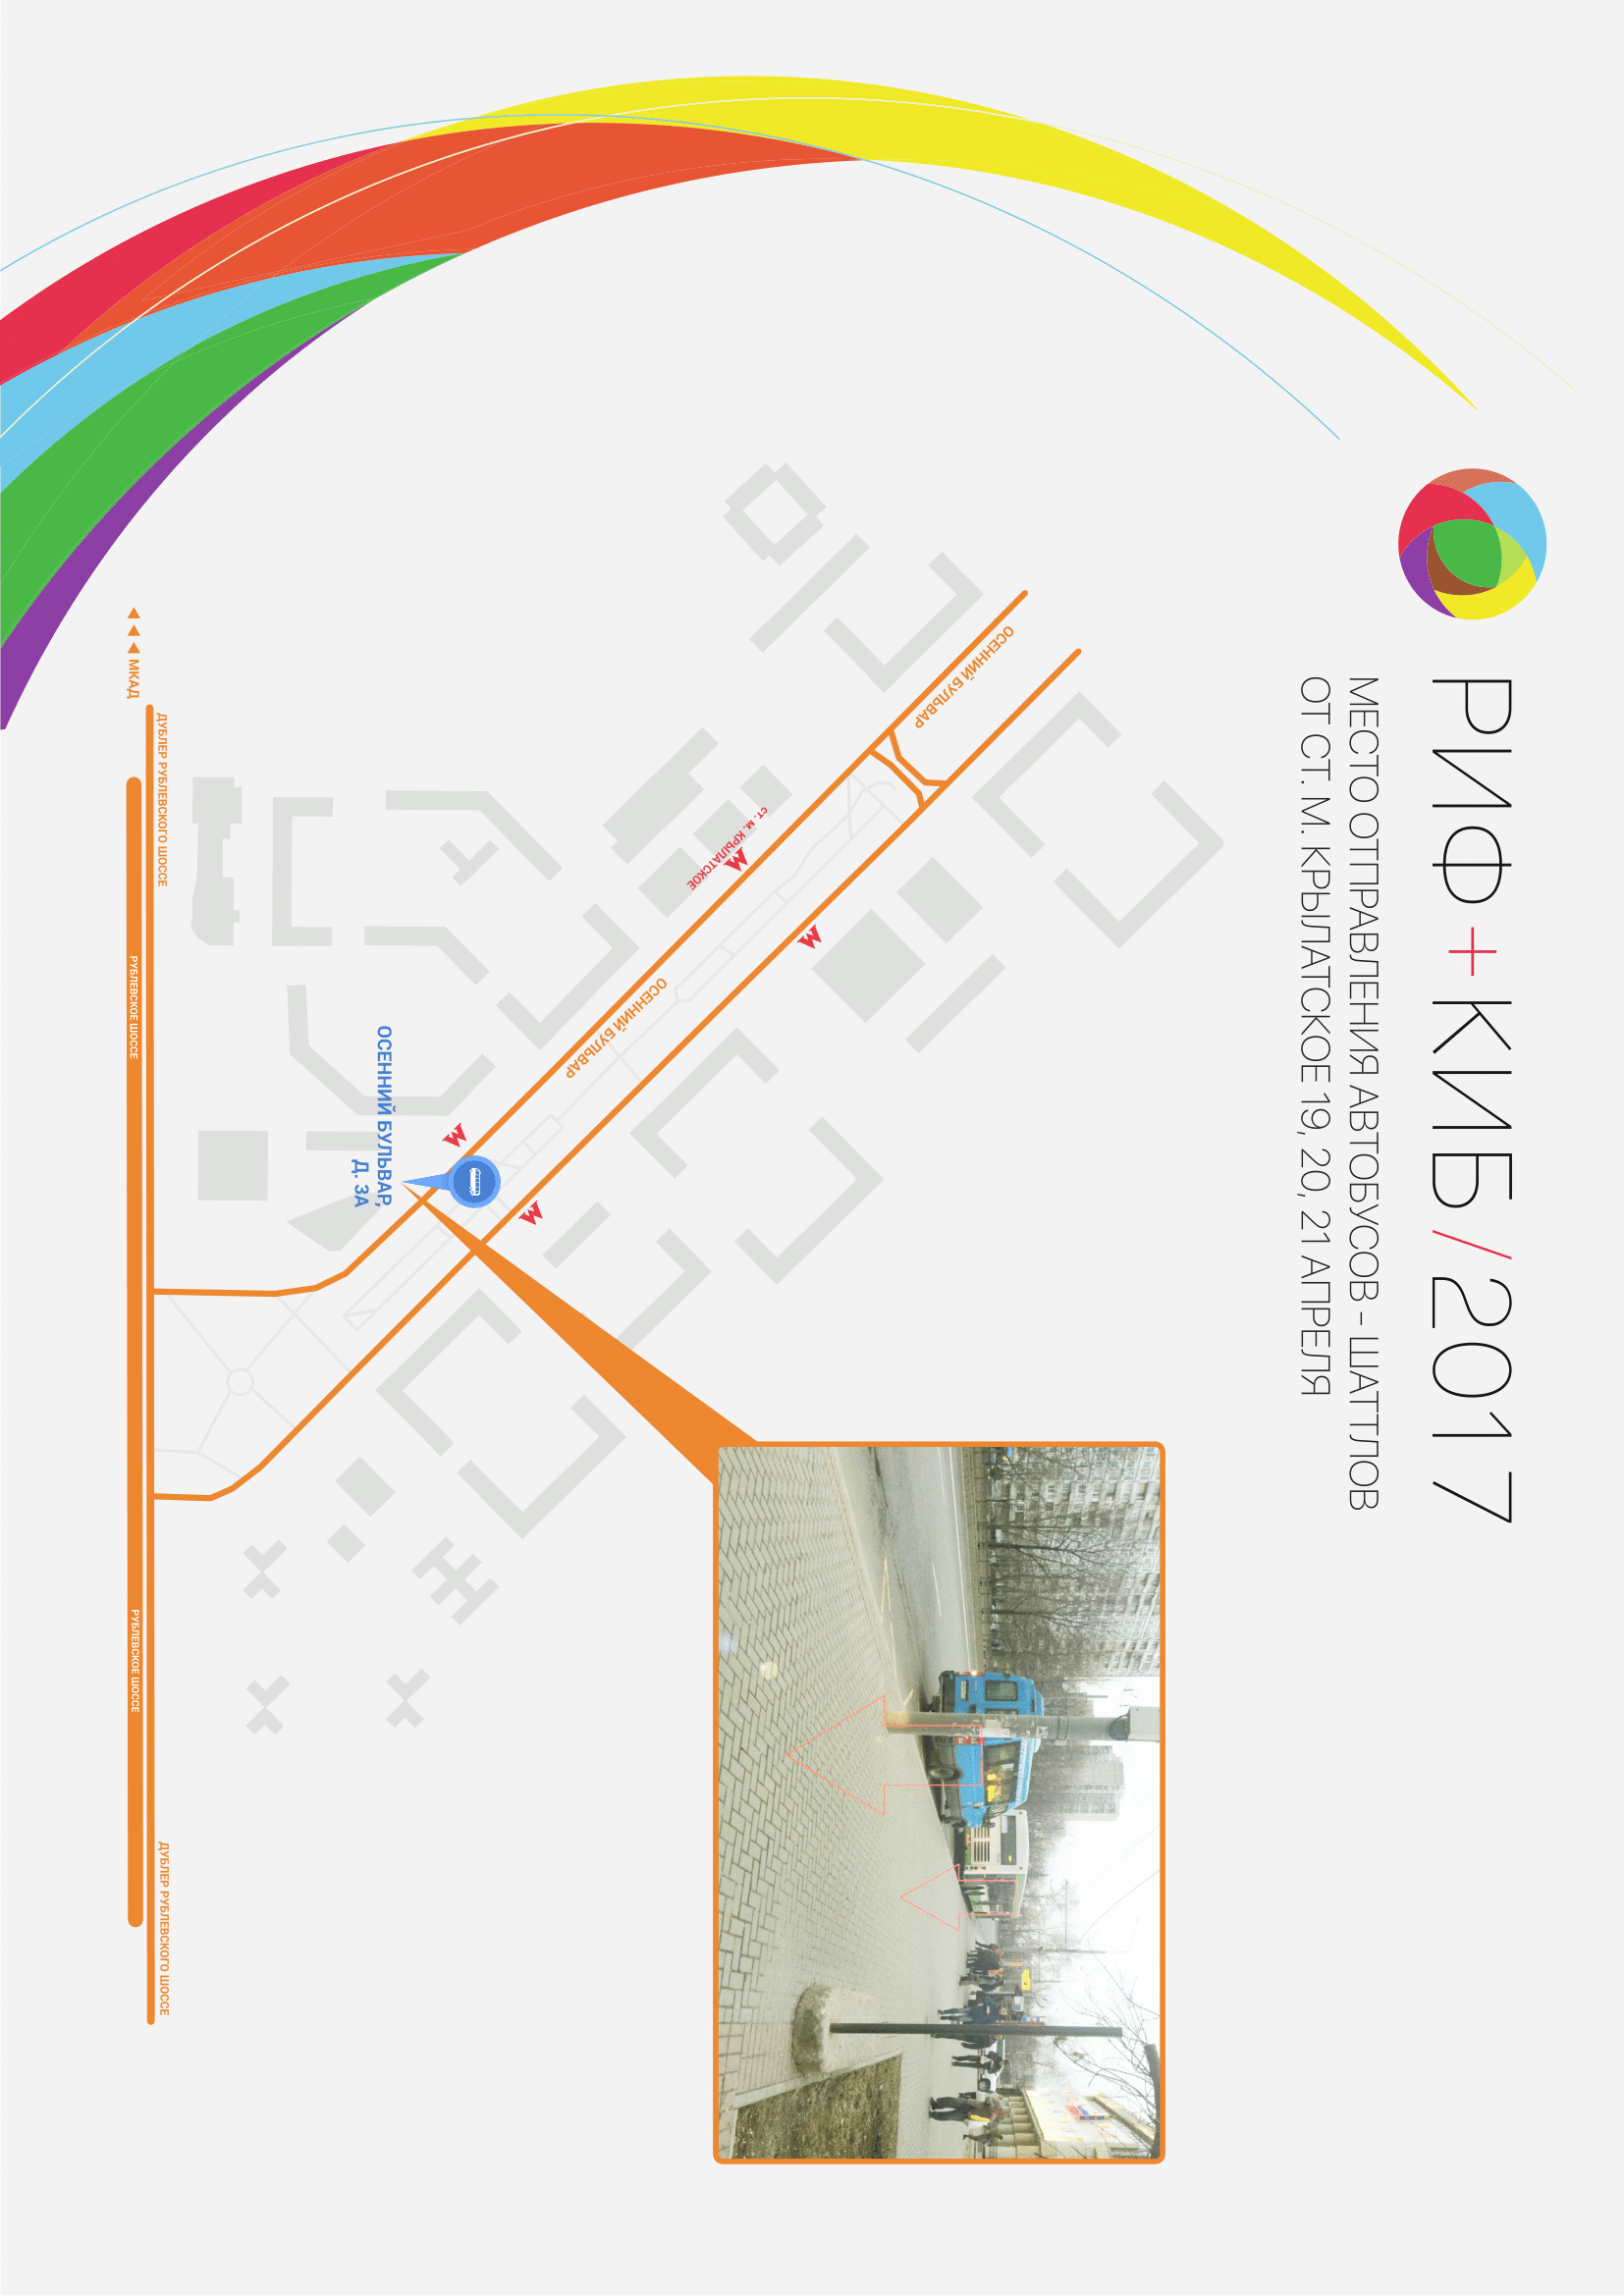 РИФ+КИБ/2017
МЕСТО ОТПРАВЛЕНИЯ АВТОБУСОВ - ШАТТЛОВ
ОТ СТ. М. КРЫЛАТСКОЕ 19, 20, 21 АПРЕЛЯ
ОСЕННИЙ БУЛЬВАР
СТ. М. КРЫЛАТСКОЕ
ОСЕННИЙ БУЛЬВАР
ОСЕННИЙ БУЛЬВАР,
Д. 3А
ДУБЛЕР РУБЛЕВСКОГО ШОССЕ
ДУБЛЕР РУБЛЕВСКОГО ШОССЕ
МКАД
РУБЛЕВСКОЕ ШОССЕ
РУБЛЕВСКОЕ ШОССЕ